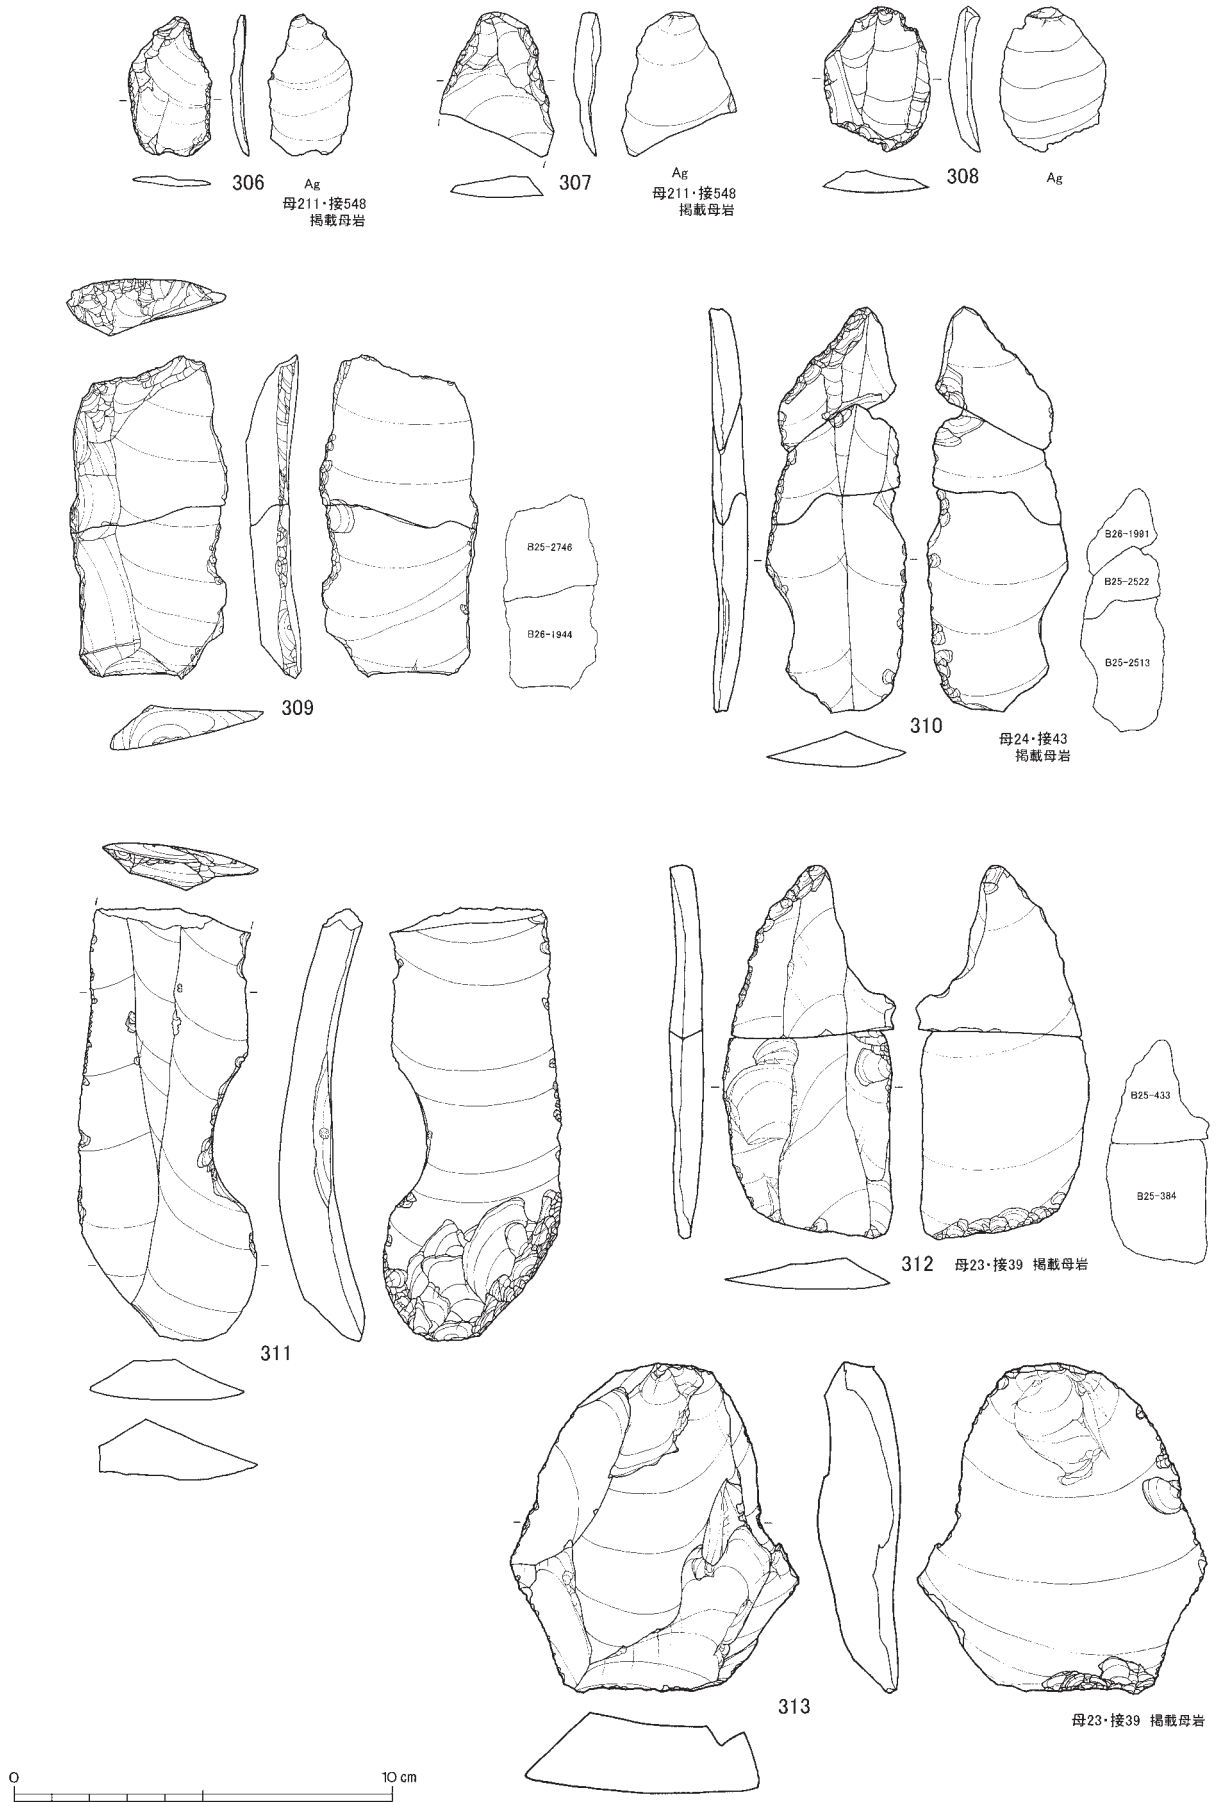 306
Ag
母211・接548
掲載母岩
307
Ag
母211・接548
掲載母岩
308
Ag
309
B25-2746
B26-1944
310
母24・接43
掲載母岩
B26-1991
B25-2522
B25-2513
311
312 母23・接39 掲載母岩
B25-433
B25-384
313
母23・接39 掲載母岩
0 10 cm